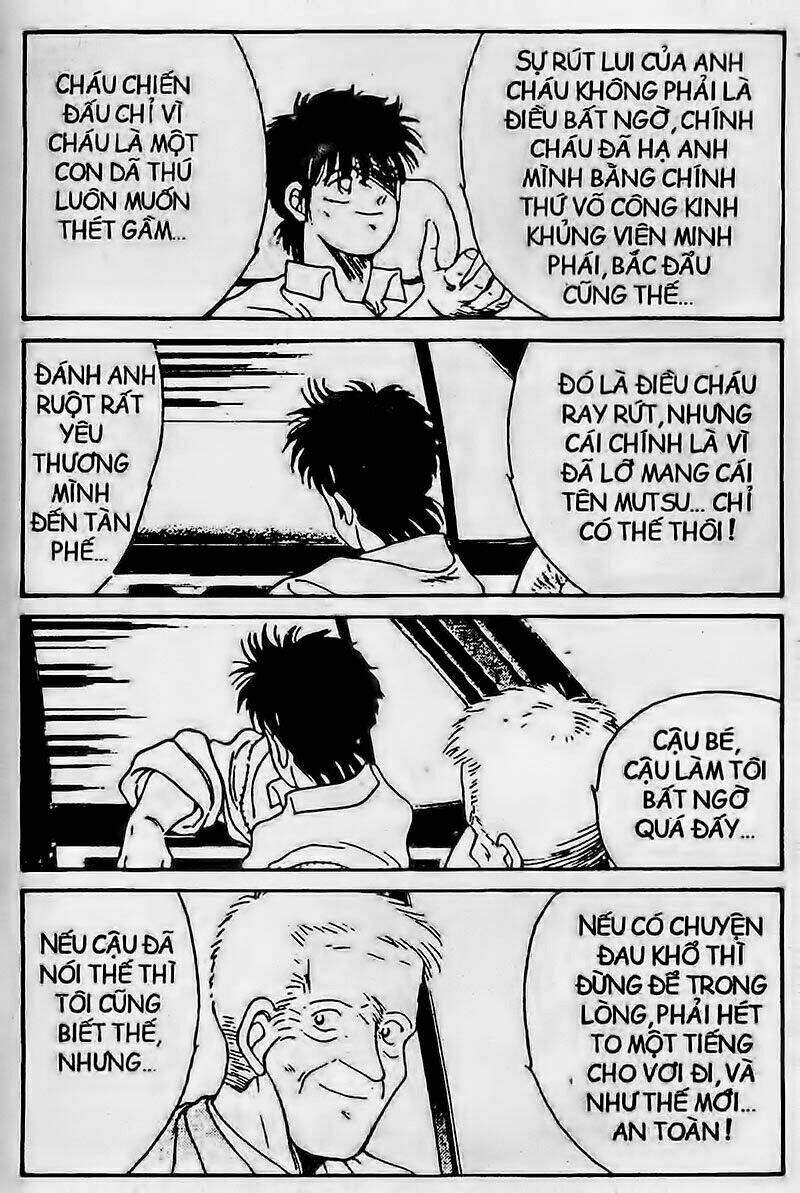 SỰ RÚT LUI CỦA ANH
CHÁU KHÔNG PHẢI LÀ
ĐIỀU BẤT NGỜ, CHÍNH
CHÁU ĐÃ HẠ ANH
MÌNH BẰNG CHÍNH
THỨ VÕ CÔNG KINH
KHỦNG VIÊN MINH
PHÁI, BẮC ĐẨU
CŨNG THẾ...
CHÁU CHIẾN
ĐẤU CHỈ VÌ
CHÁU LÀ MỘT
CON DÃ THÚ
LUÔN MUỐN
THÉT GẦM...
ĐÓ LÀ ĐIỀU CHÁU
RAY RỨT, NHƯNG
CÁI CHÍNH LÀ VÌ
ĐÃ LỠ MANG CÁI
TÊN MUTSU... CHỈ
CÓ THẾ THÔI!
ĐÁNH ANH
RUỘT RẤT
YÊU
THƯƠNG
MÌNH
ĐẾN TÀN
PHẾ...
CẬU BÉ,
CẬU LÀM TÔI
BẤT NGỜ
QUÁ ĐẤY...
NẾU CÓ CHUYỆN
ĐAU KHỔ THÌ
ĐỪNG ĐỂ TRONG
LÒNG, PHẢI HÉT
TO MỘT TIẾNG
CHO VƠI ĐI, VÀ
NHƯ THẾ MỚI...
AN TOÀN!
NẾU CẬU ĐÃ
NÓI THẾ THÌ
TÔI CŨNG
BIẾT THẾ,
NHƯNG...